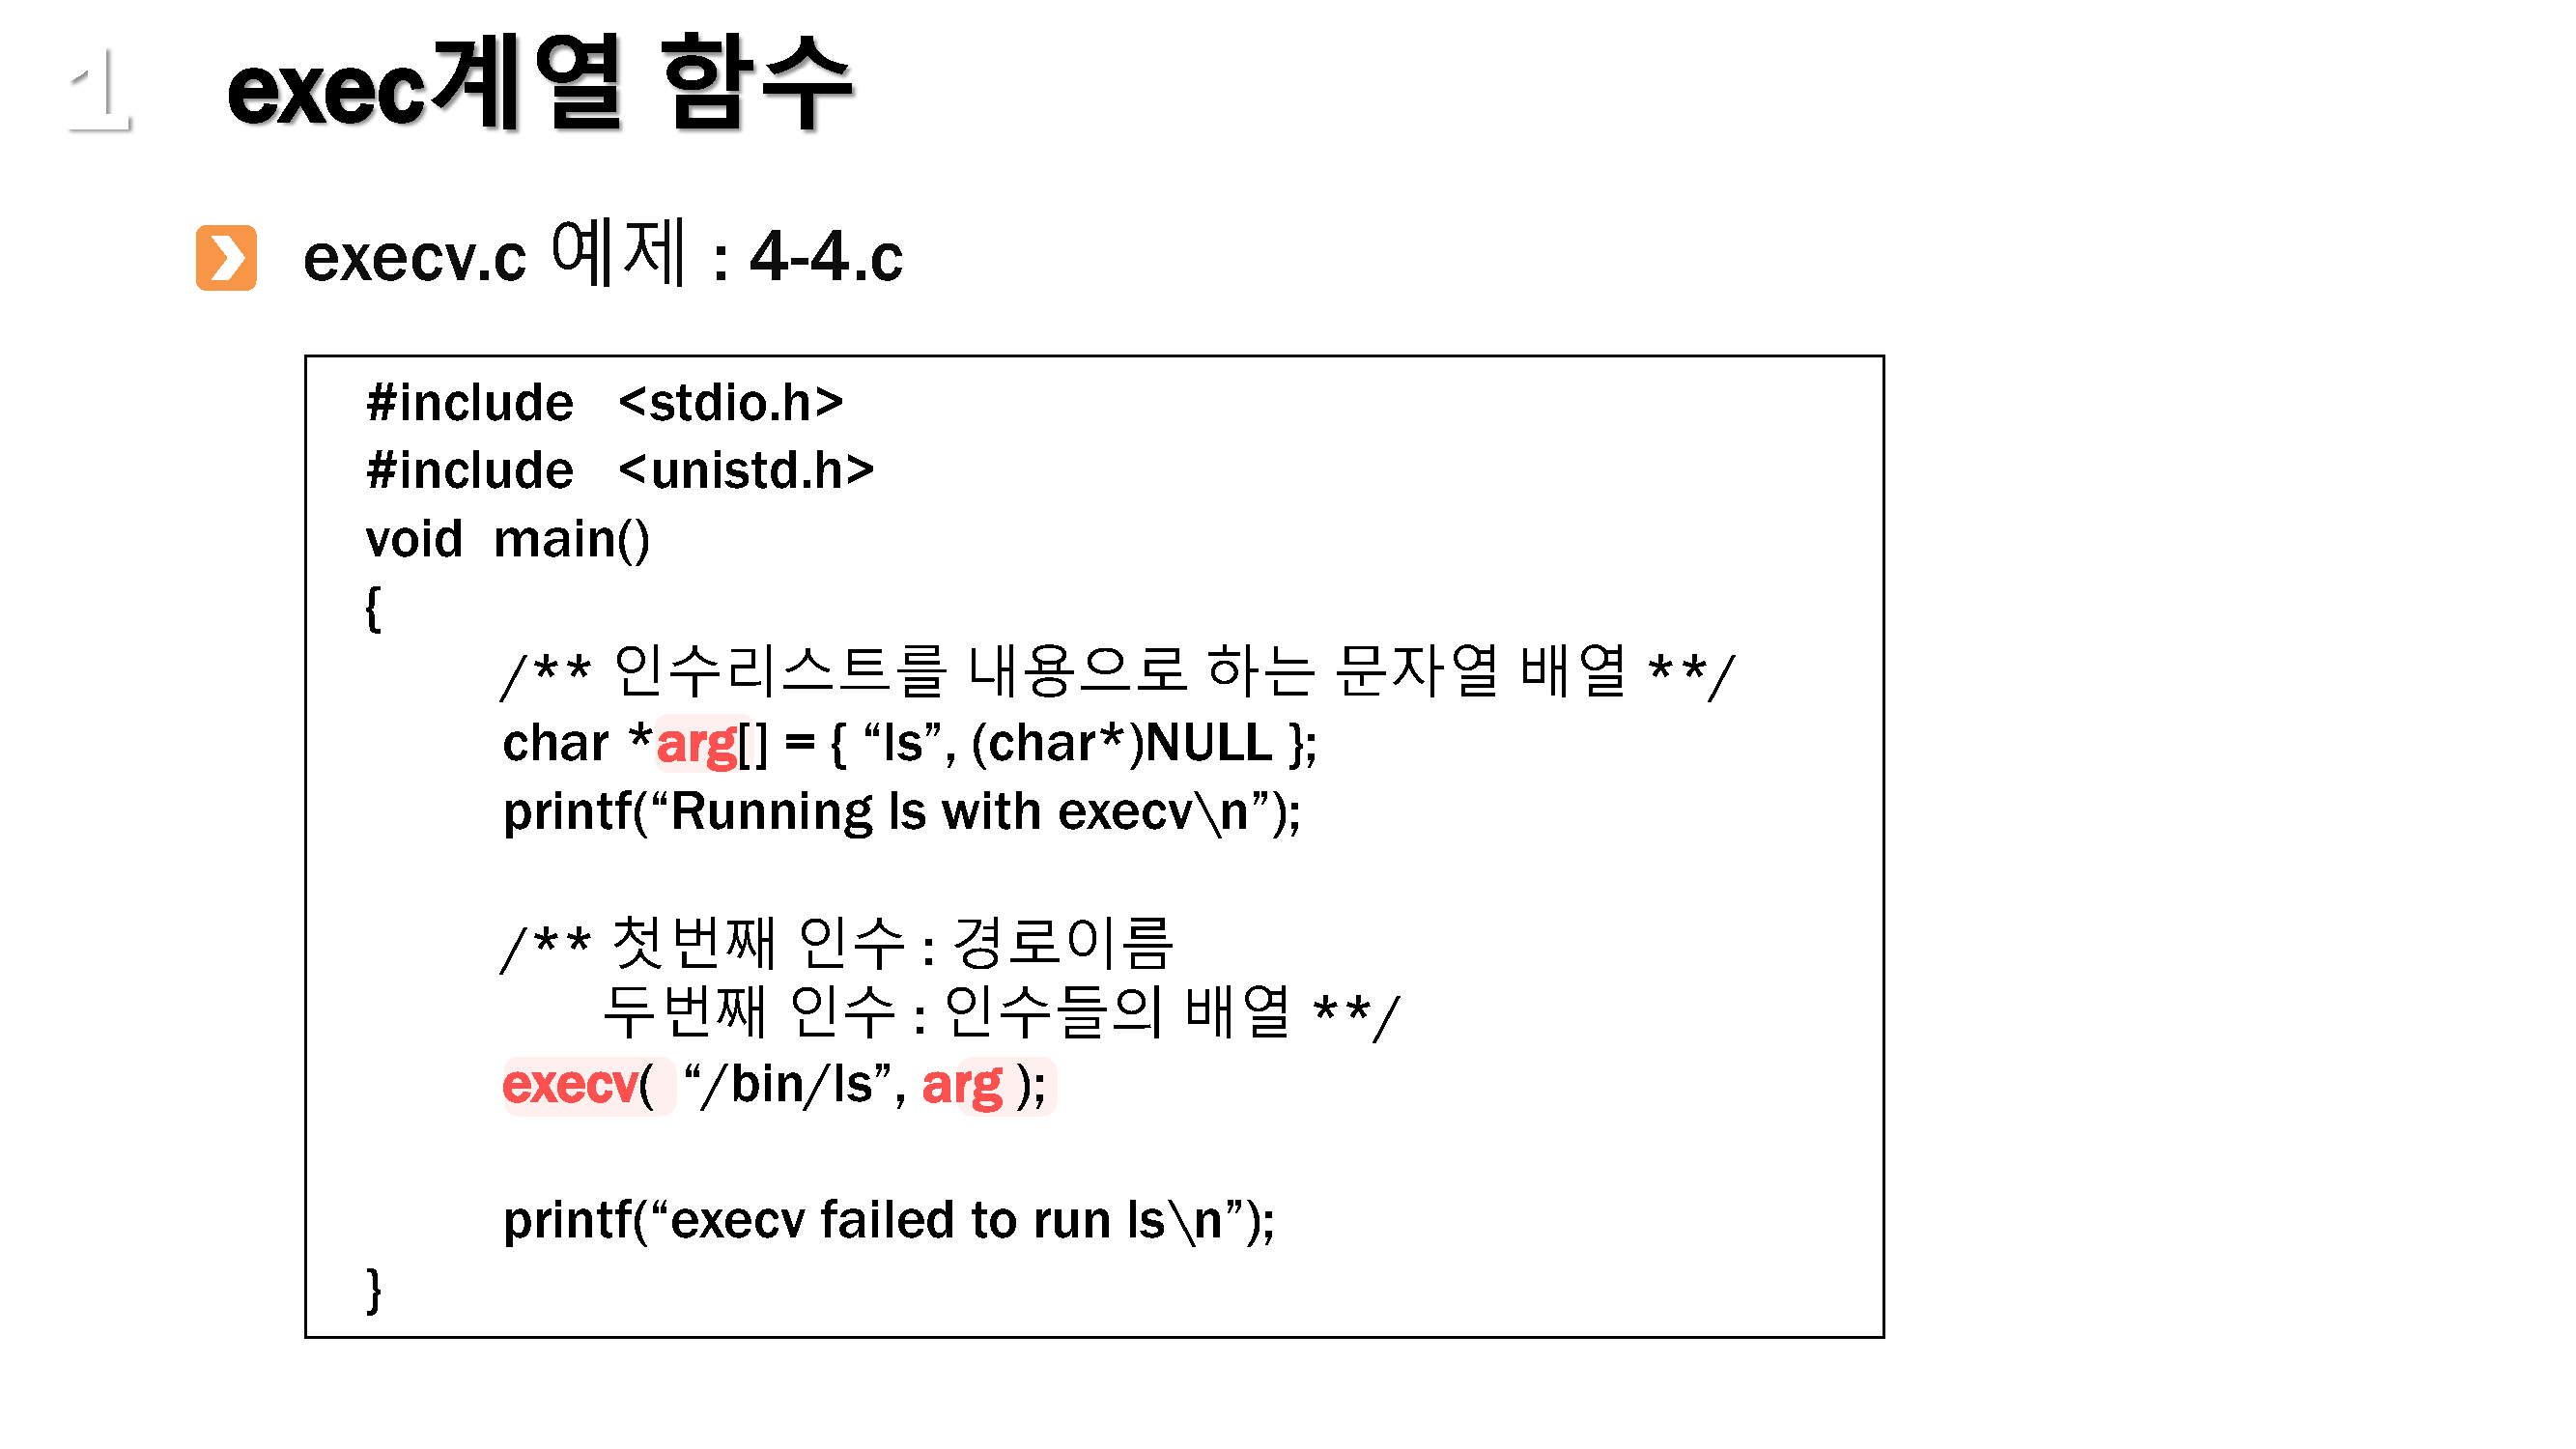 1 exec계열 함수
execv.c 예제 : 4-4.c
#include <stdio.h>
#include <unistd.h>
void main()
{
/** 인수리스트를 내용으로 하는 문자열 배열 **/
char *arg[] = { “ls”, (char*)NULL };
printf(“Running ls with execv\n”);
/** 첫번째 인수 : 경로이름
두번째 인수 : 인수들의 배열 **/
execv( “/bin/ls”, arg );
printf(“execv failed to run ls\n”);
}